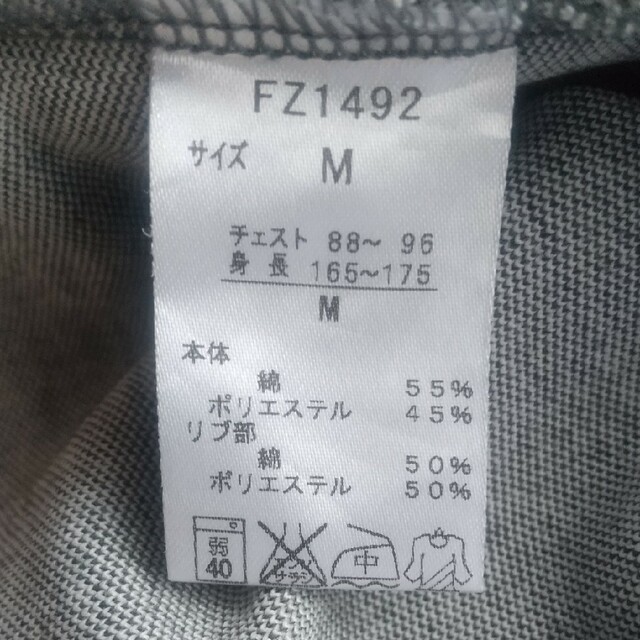 FZ1492
サイズ M
チェスト 88～ 96
身 長 165～175
M
本体
綿 55%
ポリエステル 45%
リブ部
綿 50%
ポリエステル 50%
弱 中
40